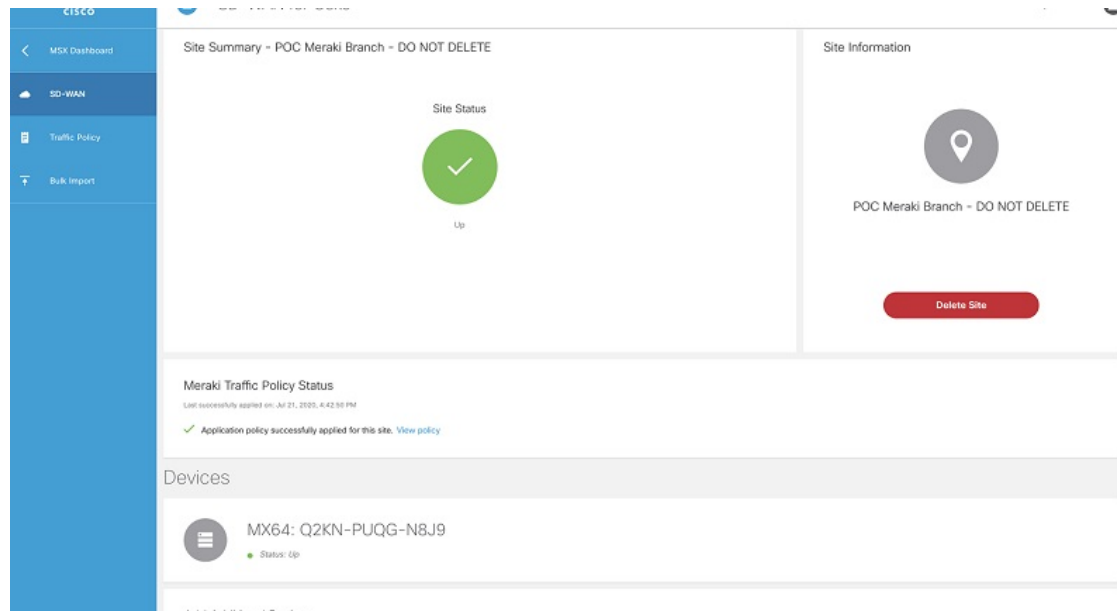 CISCO
MSX Dashboard
SD-WAN
Traffic Policy
Bulk Import
Site Summary - POC Meraki Branch - DO NOT DELETE
Site Status
Up
Site Information
POC Meraki Branch - DO NOT DELETE
Delete Site
Meraki Traffic Policy Status
Last successfully applied on: Jul 21, 2020, 4:42:50 PM
Application policy successfully applied for this site. View policy
Devices
MX64: Q2KN-PUQG-N8J9
Status: Up